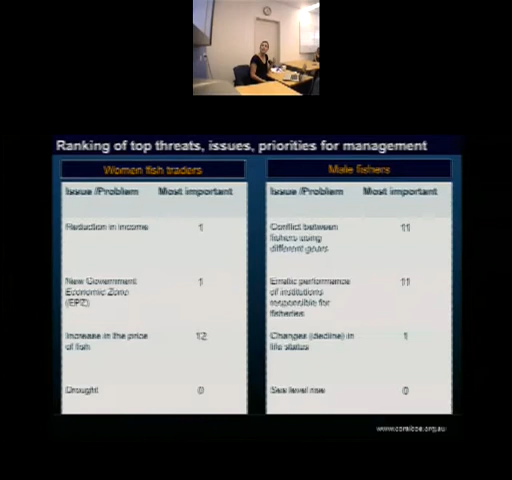 Ranking of top threats, issues, priorities for management
Women fish traders
Issue /Problem Most important
Reduction in income 1
New Government
Economic Zone
(EPZ) 1
Increase in the price
of fish 12
Drought 0
Male fishers
Issue /Problem Most important
Conflict between
fishers using
different gears 11
Erratic performance
of institutions
responsible for
fisheries 11
Changes (decline) in
life status 1
Sea level rise 0
www.coralcoe.org.au